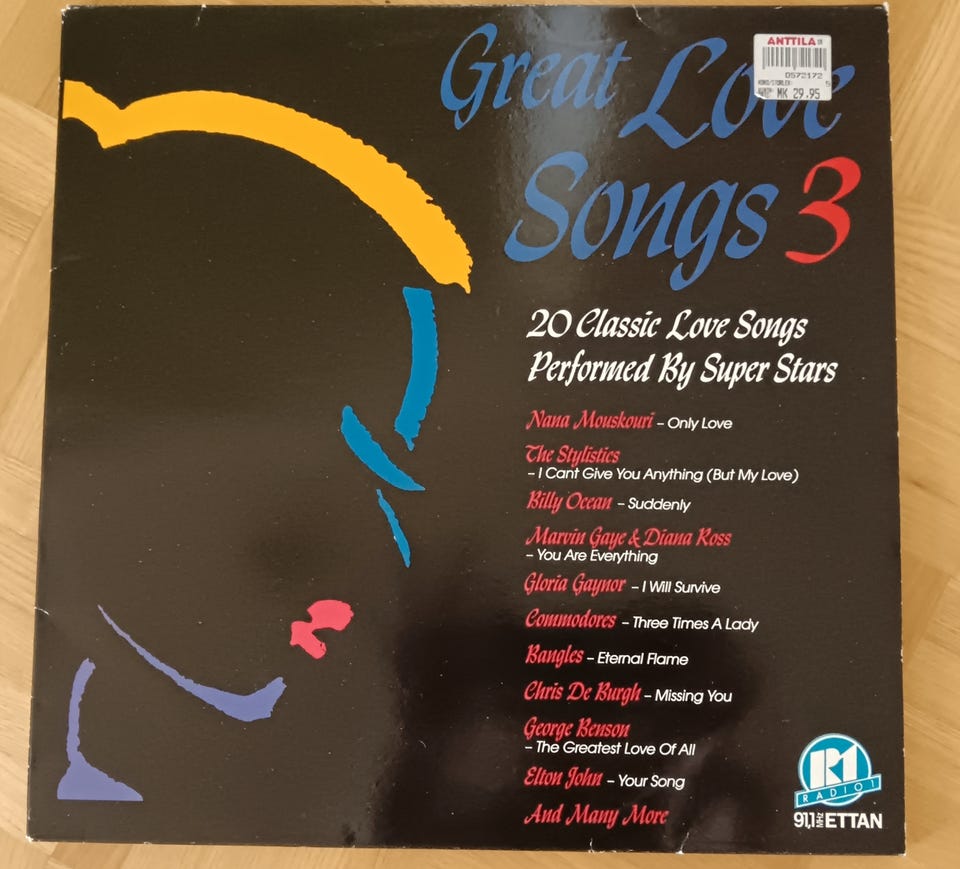 Great Love
Songs 3
ANTTILA
0572172
MK 29.95
20 Classic Love Songs
Performed By Super Stars
Nana Mouskouri – Only Love
The Stylistics
– I Cant Give You Anything (But My Love)
Billy Ocean – Suddenly
Marvin Gaye & Diana Ross
– You Are Everything
Gloria Gaynor – I Will Survive
Commodores – Three Times A Lady
Bangles – Eternal Flame
Chris De Burgh – Missing You
George Benson
– The Greatest Love Of All
Elton John – Your Song
And Many More
R1
RADIO 1
91,1 MHz ETTAN